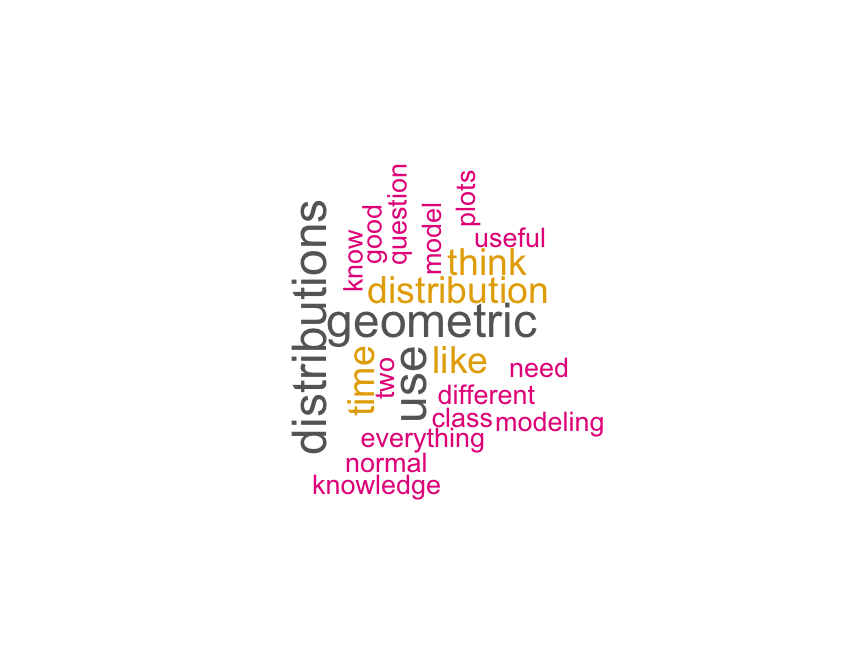 distributions
know
good
question
model
plots
useful
think
distribution
geometric
time
two
use
like
need
different
class
modeling
everything
normal
knowledge